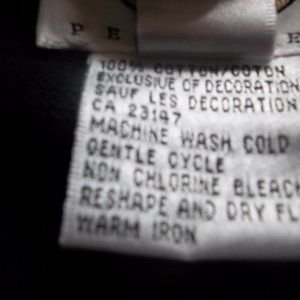 P E
E
100% COTTON/COTON
EXCLUSIVE OF DECORATION
SAUF LES DECORATION
CA 23147
MACHINE WASH COLD
GENTLE CYCLE
NON CHLORINE BLEACH
RESHAPE AND DRY FL
WARM IRON